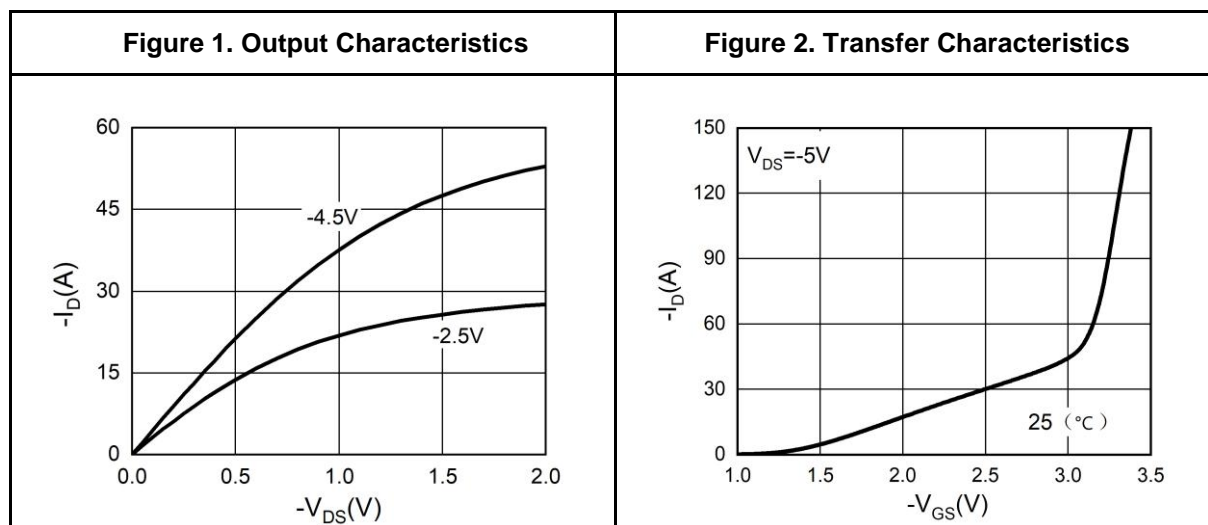 Figure 1. Output Characteristics
Figure 2. Transfer Characteristics
60
45
30
15
0
-I_D(A)
-4.5V
-2.5V
0.0 0.5 1.0 1.5 2.0
-V_DS(V)
150
120
90
60
30
0
-I_D(A)
V_DS=-5V
25（℃）
1.0 1.5 2.0 2.5 3.0 3.5
-V_GS(V)